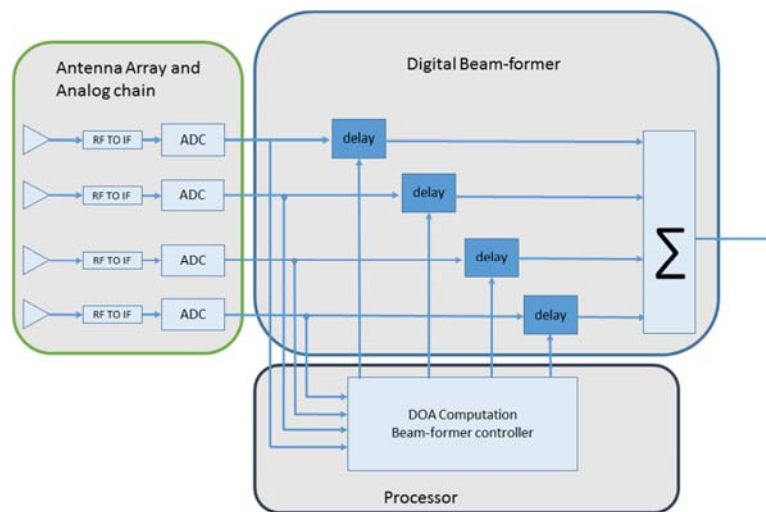 Antenna Array and
Analog chain
Digital Beam-former
RF TO IF
ADC
delay
RF TO IF
ADC
delay
RF TO IF
ADC
delay
RF TO IF
ADC
delay
∑
DOA Computation
Beam-former controller
Processor